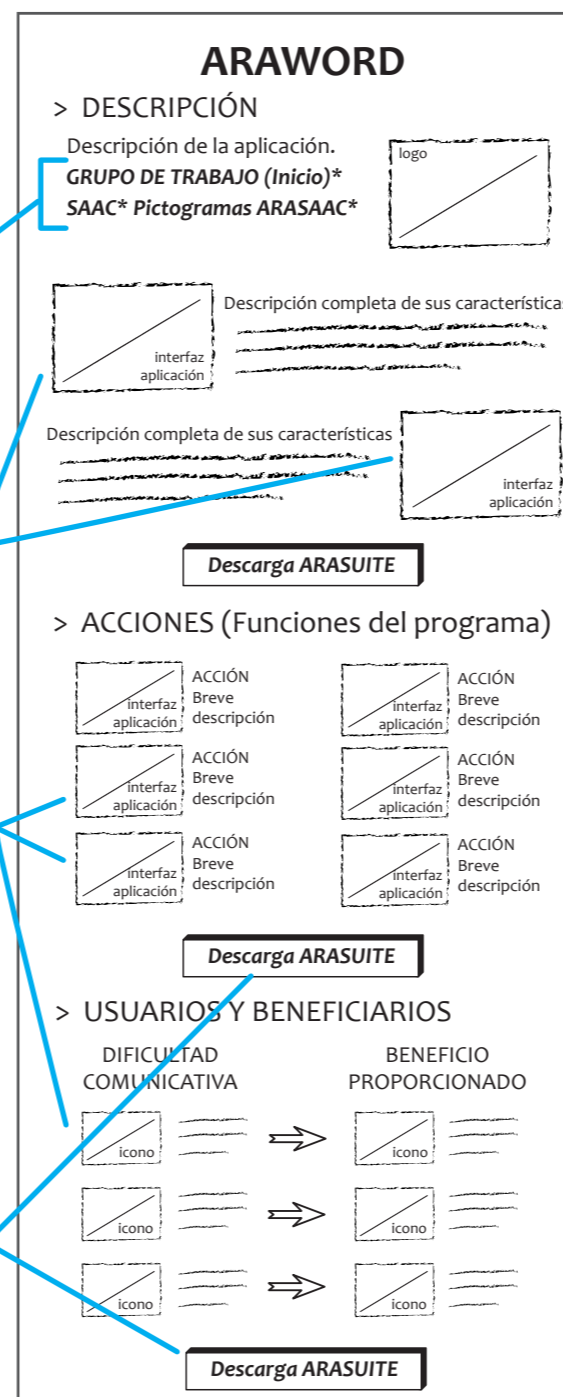 ARAWORD
> DESCRIPCIÓN
Descripción de la aplicación.
GRUPO DE TRABAJO (Inicio)*
SAAC* Pictogramas ARASAAC*
logo
Descripción completa de sus características
interfaz
aplicación
Descripción completa de sus características
interfaz
aplicación
Descarga ARASUITE
> ACCIONES (Funciones del programa)
interfaz
aplicación
ACCIÓN
Breve
descripción
interfaz
aplicación
ACCIÓN
Breve
descripción
interfaz
aplicación
ACCIÓN
Breve
descripción
interfaz
aplicación
ACCIÓN
Breve
descripción
interfaz
aplicación
ACCIÓN
Breve
descripción
interfaz
aplicación
ACCIÓN
Breve
descripción
Descarga ARASUITE
> USUARIOS Y BENEFICIARIOS
DIFICULTAD
COMUNICATIVA
BENEFICIO
PROPORCIONADO
icono
icono
icono
icono
icono
icono
Descarga ARASUITE